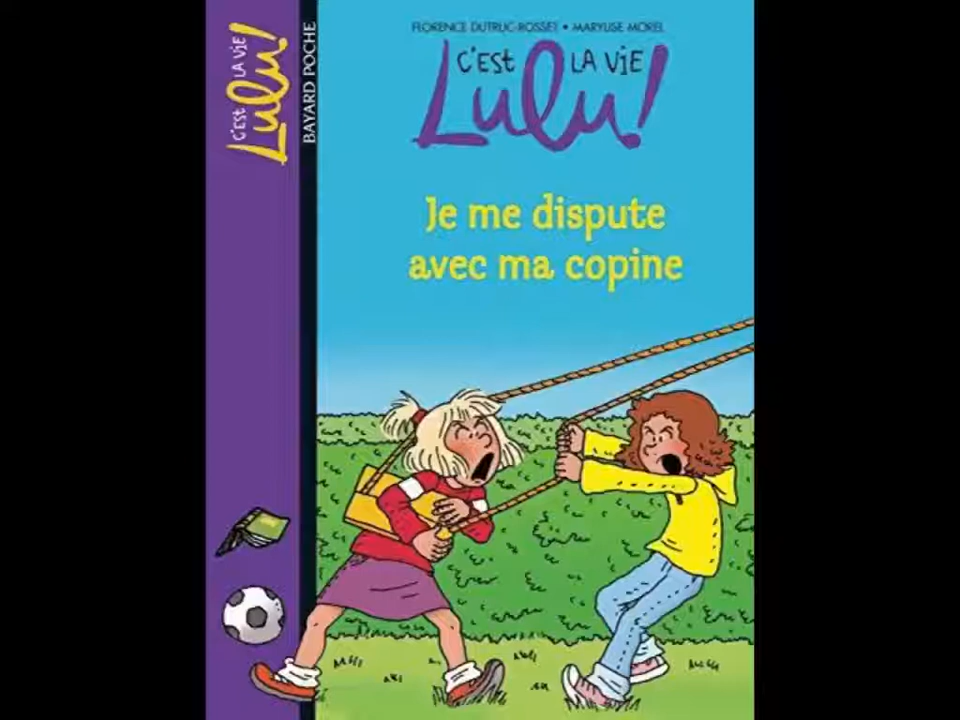 C'EST LA VIE
Lulu!
BAYARD POCHE
FLORENCE DUTRUC-ROSSET • MARYLISE MOREL
C'EST LA VIE
Lulu!
Je me dispute
avec ma copine